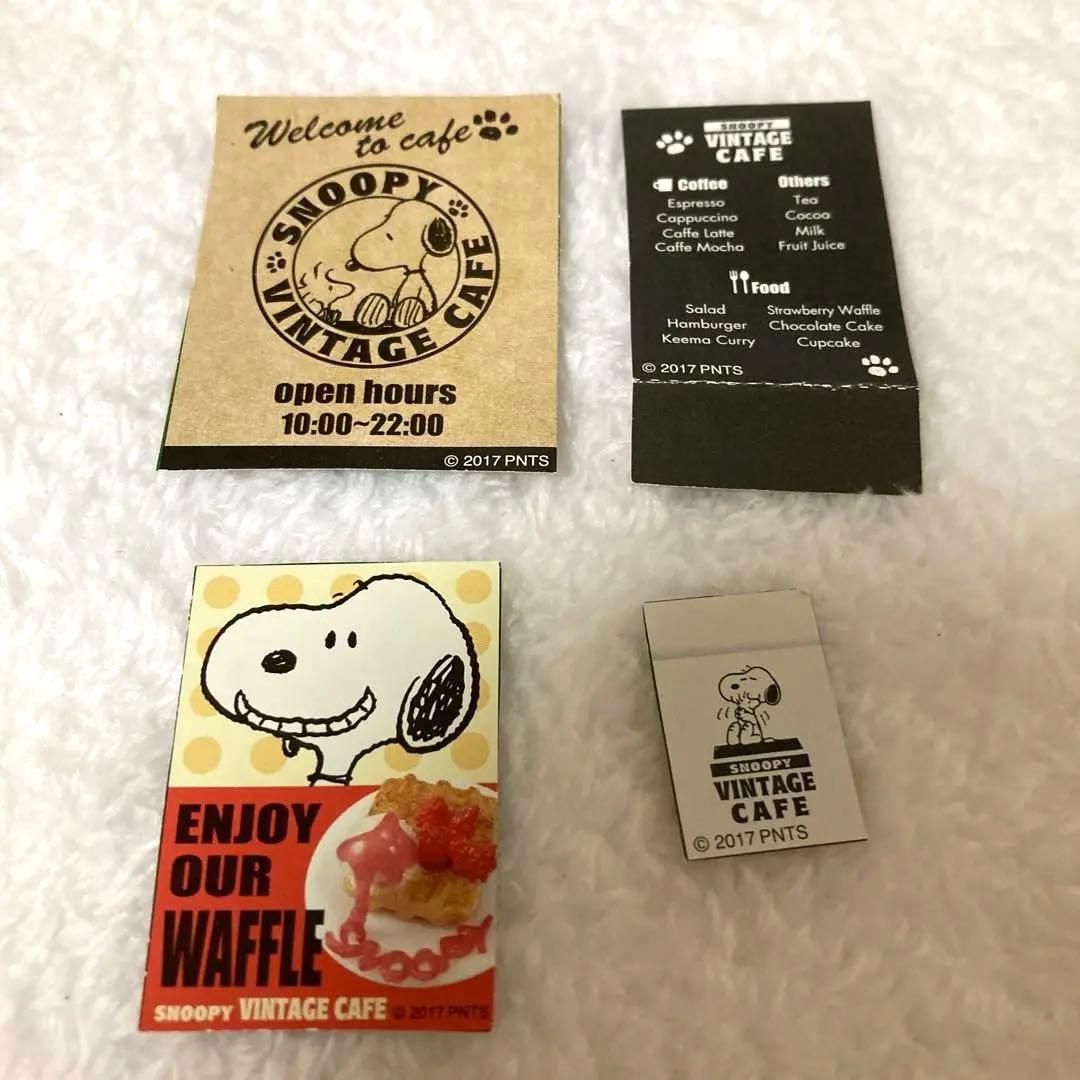 Welcome
to cafe
SNOOPY
VINTAGE CAFE
open hours
10:00~22:00
© 2017 PNTS
SNOOPY
VINTAGE
CAFE
Coffee
Espresso
Cappuccino
Caffe Latte
Caffe Mocha
Others
Tea
Cocoa
Milk
Fruit Juice
Food
Salad
Hamburger
Keema Curry
Strawberry Waffle
Chocolate Cake
Cupcake
© 2017 PNTS
ENJOY
OUR
WAFFLE
SNOOPY
SNOOPY VINTAGE CAFE © 2017 PNTS
SNOOPY
VINTAGE
CAFE
© 2017 PNTS